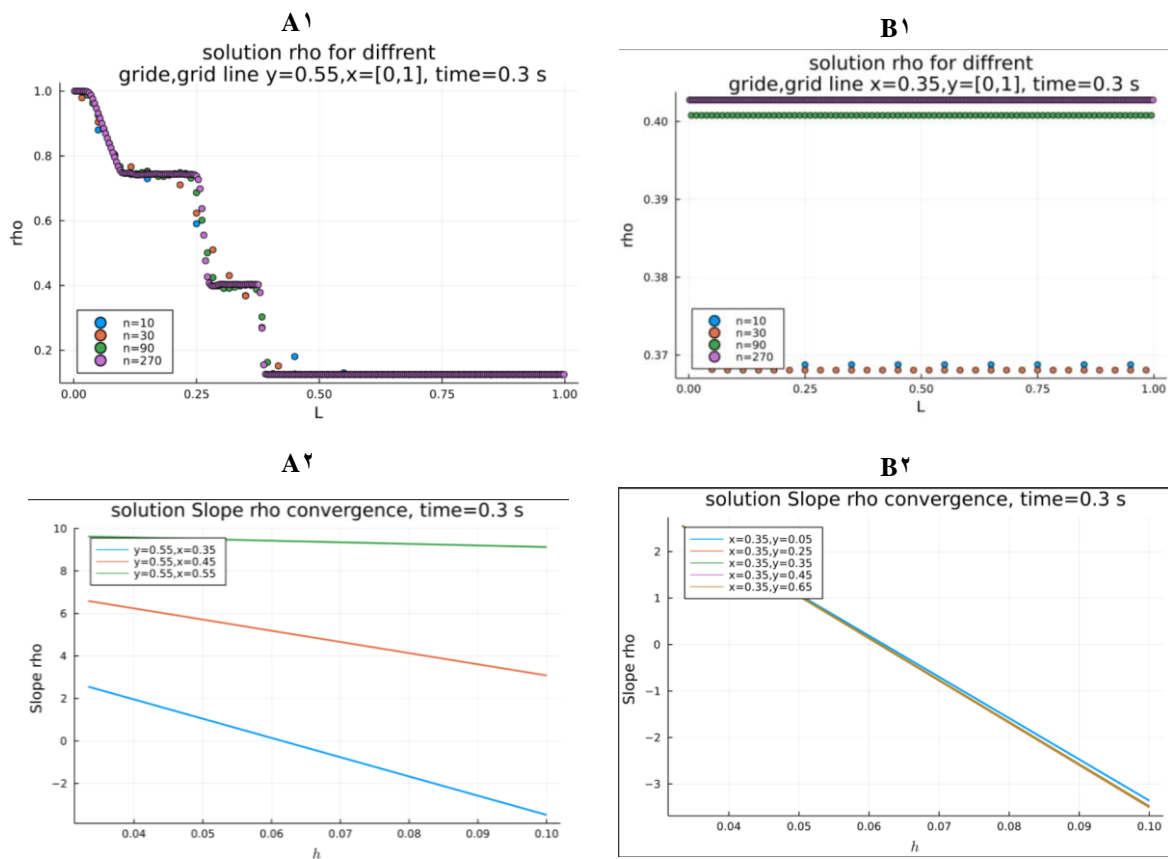 A۱
solution rho for diffrent
gride,grid line y=0.55,x=[0,1], time=0.3 s
1.0
0.8
0.6
0.4
0.2
rho
n=10
n=30
n=90
n=270
0.00
0.25
0.50
0.75
1.00
L
B۱
solution rho for diffrent
gride,grid line x=0.35,y=[0,1], time=0.3 s
0.40
0.39
0.38
0.37
rho
n=10
n=30
n=90
n=270
0.00
0.25
0.50
0.75
1.00
L
A۲
solution Slope rho convergence, time=0.3 s
10
8
6
4
2
0
−2
Slope rho
y=0.55,x=0.35
y=0.55,x=0.45
y=0.55,x=0.55
0.04
0.05
0.06
0.07
0.08
0.09
0.10
h
B۲
solution Slope rho convergence, time=0.3 s
2
1
0
−1
−2
−3
Slope rho
x=0.35,y=0.05
x=0.35,y=0.25
x=0.35,y=0.35
x=0.35,y=0.45
x=0.35,y=0.65
0.04
0.05
0.06
0.07
0.08
0.09
0.10
h